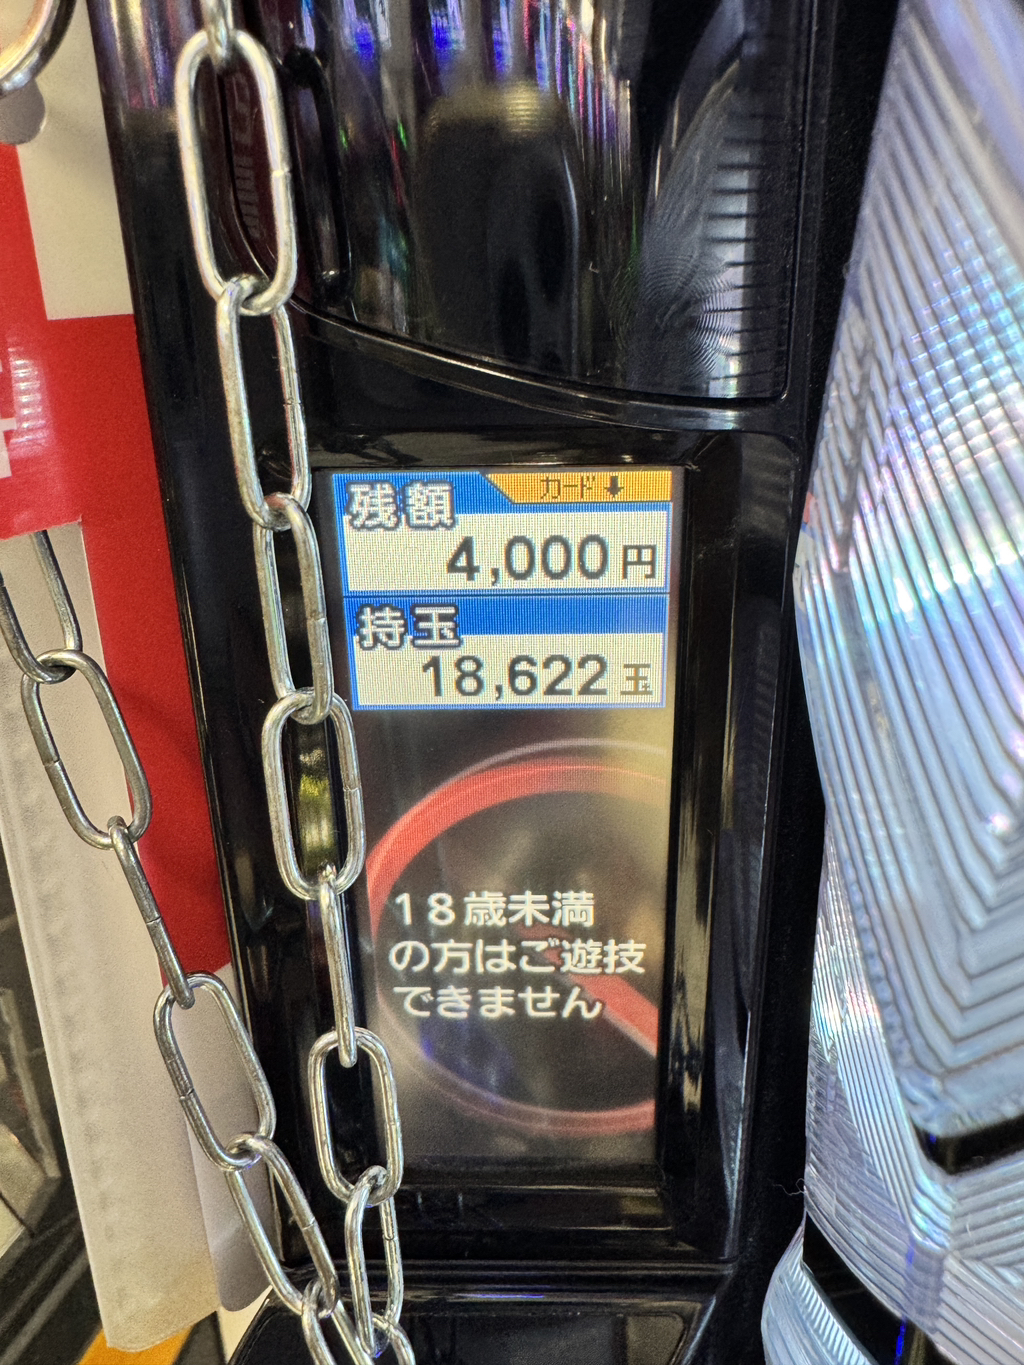 カード⬇
残額
4,000円
持玉
18,622玉
18歳未満
の方はご遊技
できません